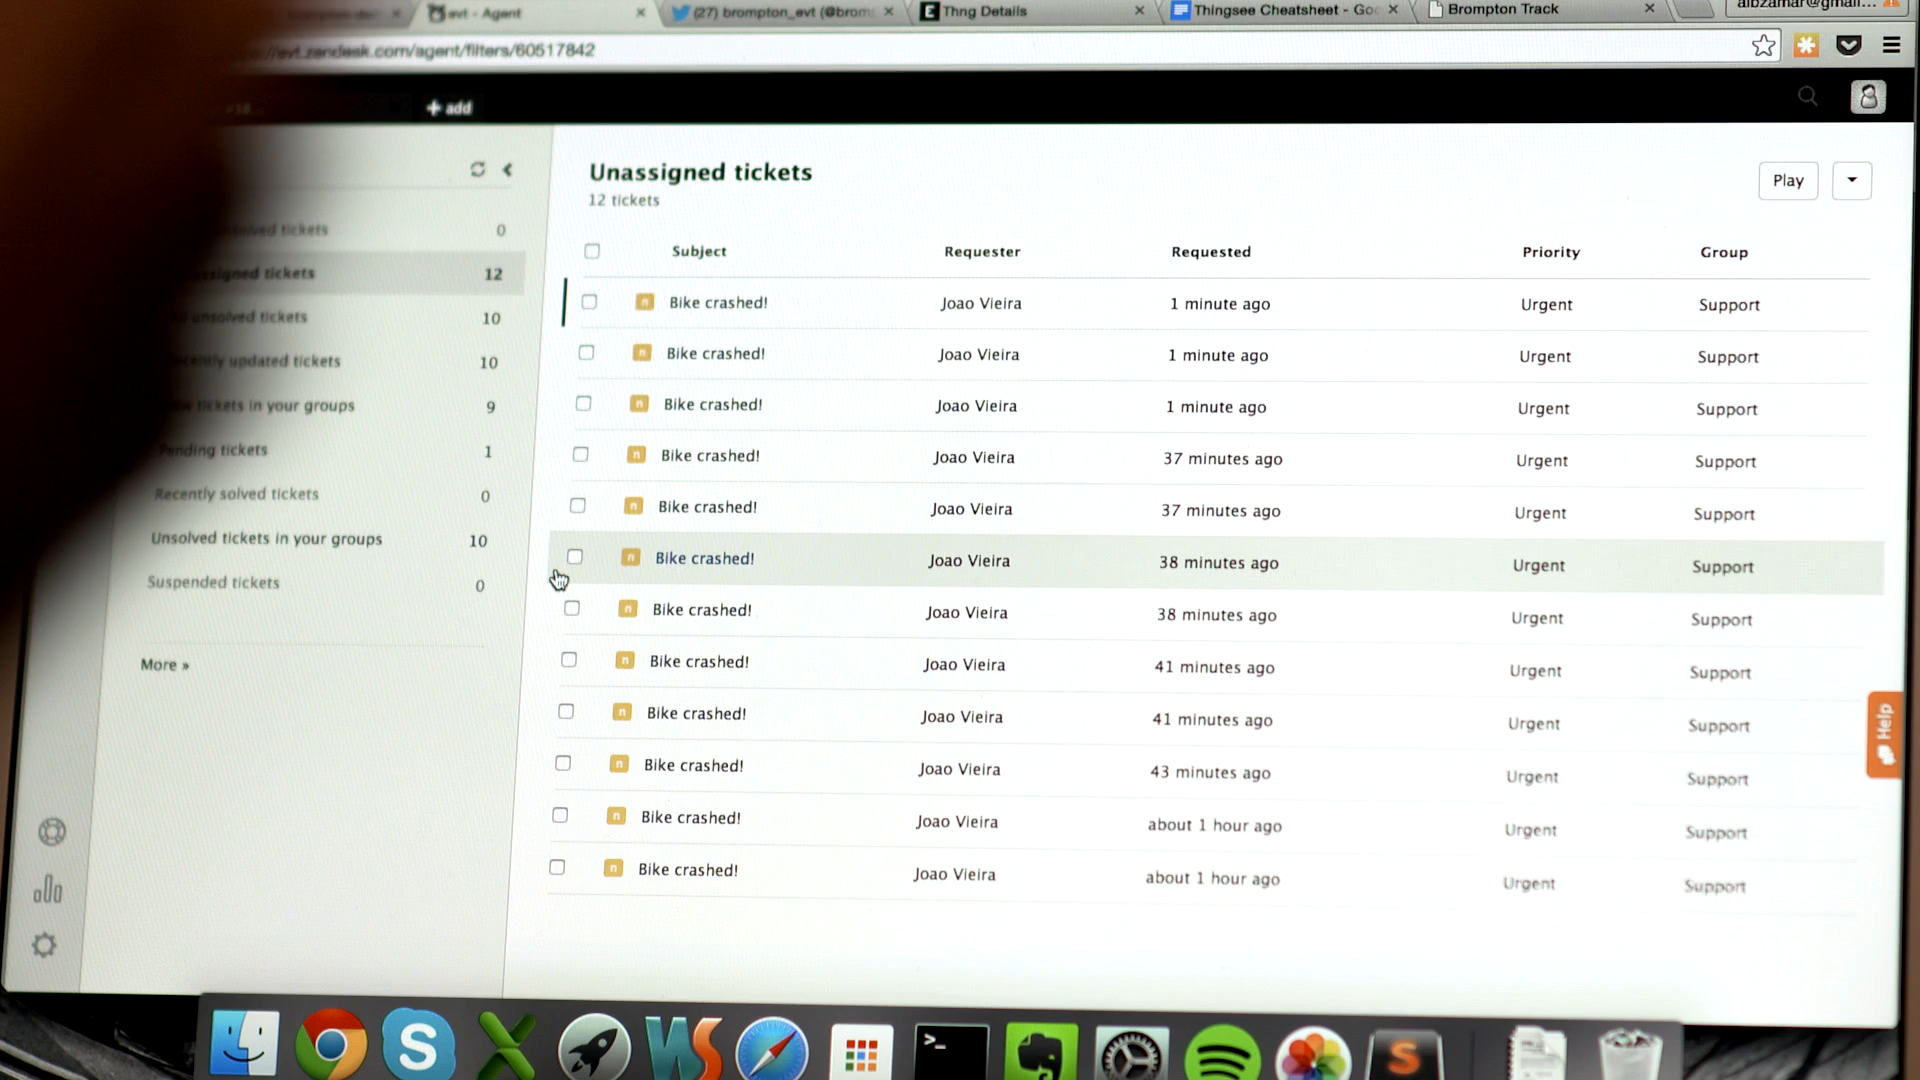 evt - Agent
(27) brompton_evt (@brom
Thng Details
Thingsee Cheatsheet - Goo
Brompton Track
albzamar@gmail...
//evt.zendesk.com/agent/filters/60517842
+ add
tickets 0
tickets 12
unsolved tickets 10
updated tickets 10
tickets in your groups 9
Pending tickets 1
Recently solved tickets 0
Unsolved tickets in your groups 10
Suspended tickets 0
More »
Unassigned tickets
12 tickets
Play
Subject Requester Requested Priority Group
n Bike crashed! Joao Vieira 1 minute ago Urgent Support
n Bike crashed! Joao Vieira 1 minute ago Urgent Support
n Bike crashed! Joao Vieira 1 minute ago Urgent Support
n Bike crashed! Joao Vieira 37 minutes ago Urgent Support
n Bike crashed! Joao Vieira 37 minutes ago Urgent Support
n Bike crashed! Joao Vieira 38 minutes ago Urgent Support
n Bike crashed! Joao Vieira 38 minutes ago Urgent Support
n Bike crashed! Joao Vieira 41 minutes ago Urgent Support
n Bike crashed! Joao Vieira 41 minutes ago Urgent Support
n Bike crashed! Joao Vieira 43 minutes ago Urgent Support
n Bike crashed! Joao Vieira about 1 hour ago Urgent Support
n Bike crashed! Joao Vieira about 1 hour ago Urgent Support
Help
S
WS
>_
S